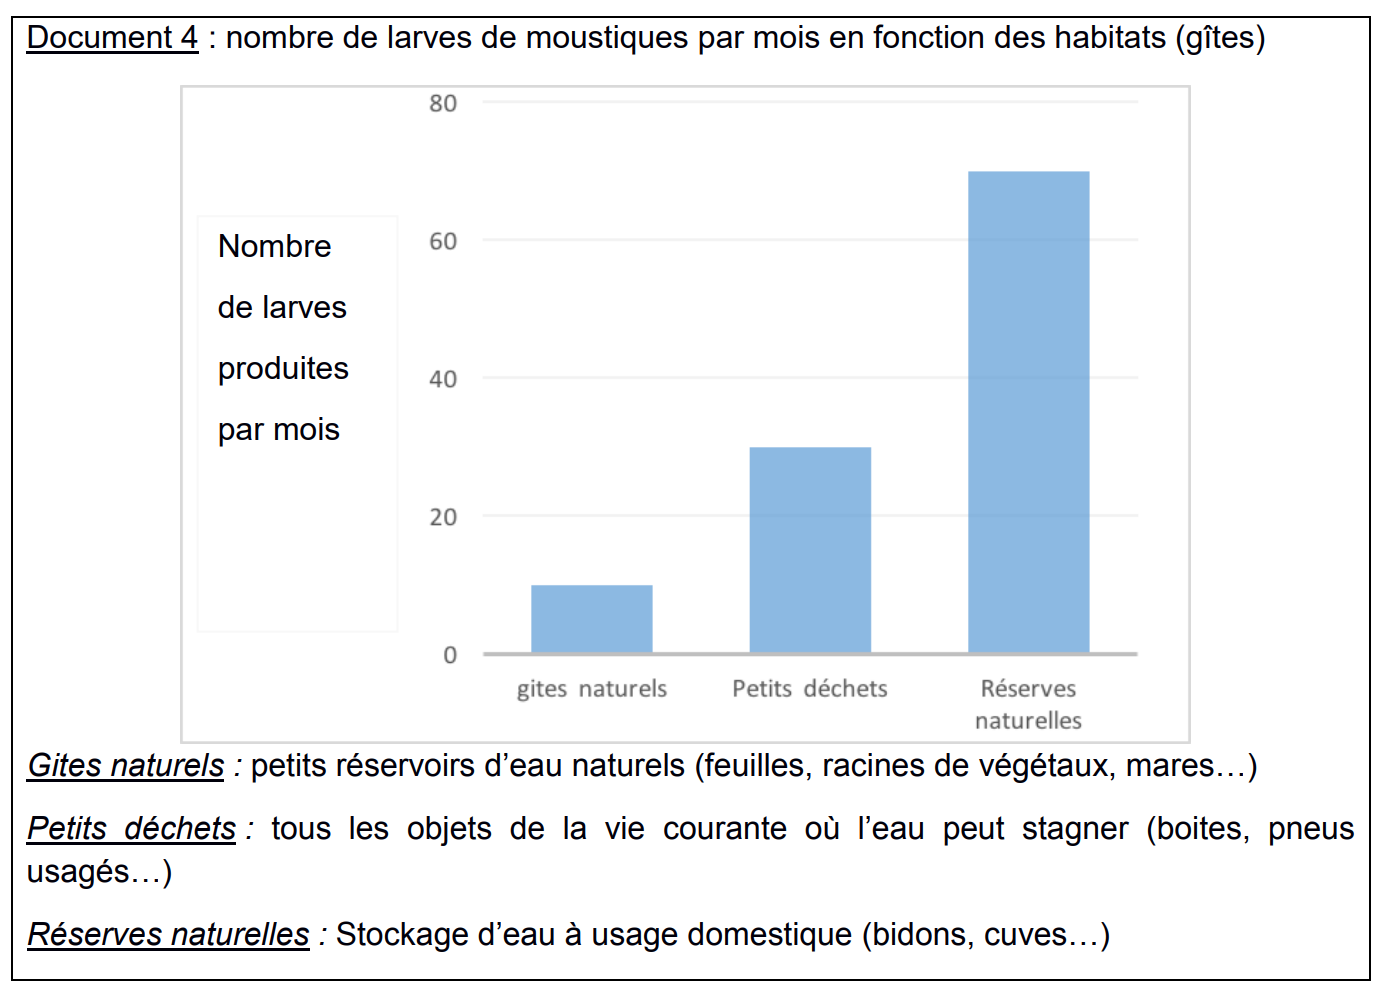 Document 4 : nombre de larves de moustiques par mois en fonction des habitats (gîtes)
80
60
40
20
0
Nombre
de larves
produites
par mois
gites naturels
Petits déchets
Réserves
naturelles
Gites naturels : petits réservoirs d’eau naturels (feuilles, racines de végétaux, mares…)
Petits déchets : tous les objets de la vie courante où l’eau peut stagner (boites, pneus
usagés…)
Réserves naturelles : Stockage d’eau à usage domestique (bidons, cuves…)